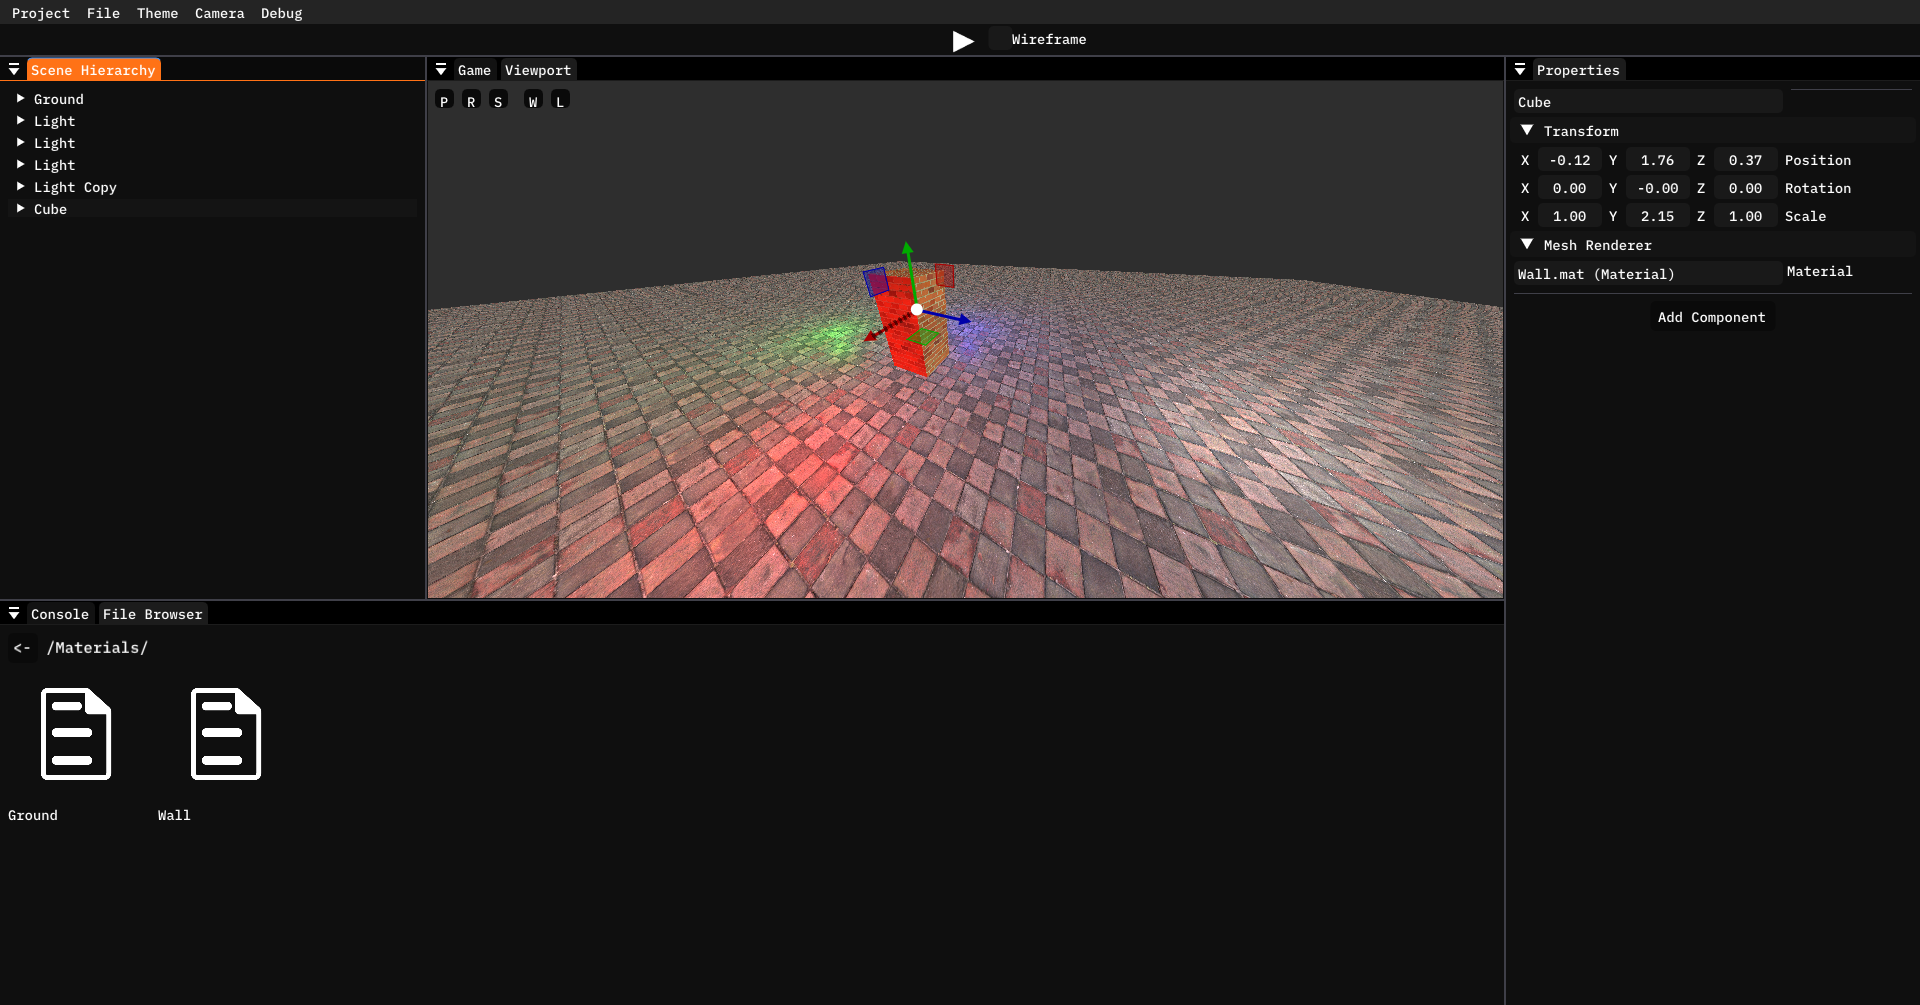 Project File Theme Camera Debug
Wireframe
Scene Hierarchy
Ground
Light
Light
Light
Light Copy
Cube
Game Viewport
P R S W L
Properties
Cube
Transform
X -0.12 Y 1.76 Z 0.37 Position
X 0.00 Y -0.00 Z 0.00 Rotation
X 1.00 Y 2.15 Z 1.00 Scale
Mesh Renderer
Wall.mat (Material) Material
Add Component
Console File Browser
<- /Materials/
Ground Wall